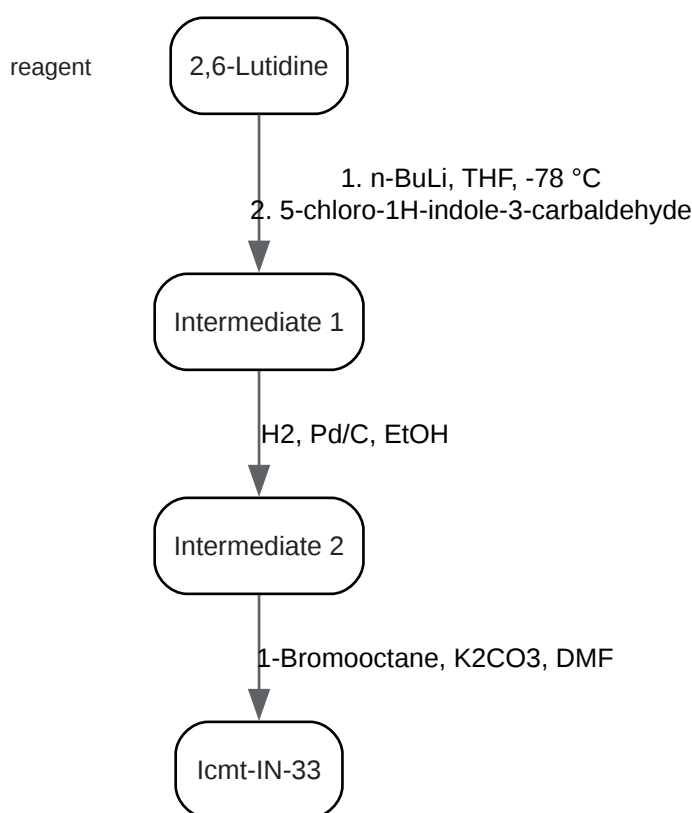 reagent
2,6-Lutidine
1. n-BuLi, THF, -78 °C
2. 5-chloro-1H-indole-3-carbaldehyde
Intermediate 1
H2, Pd/C, EtOH
Intermediate 2
1-Bromooctane, K2CO3, DMF
Icmt-IN-33